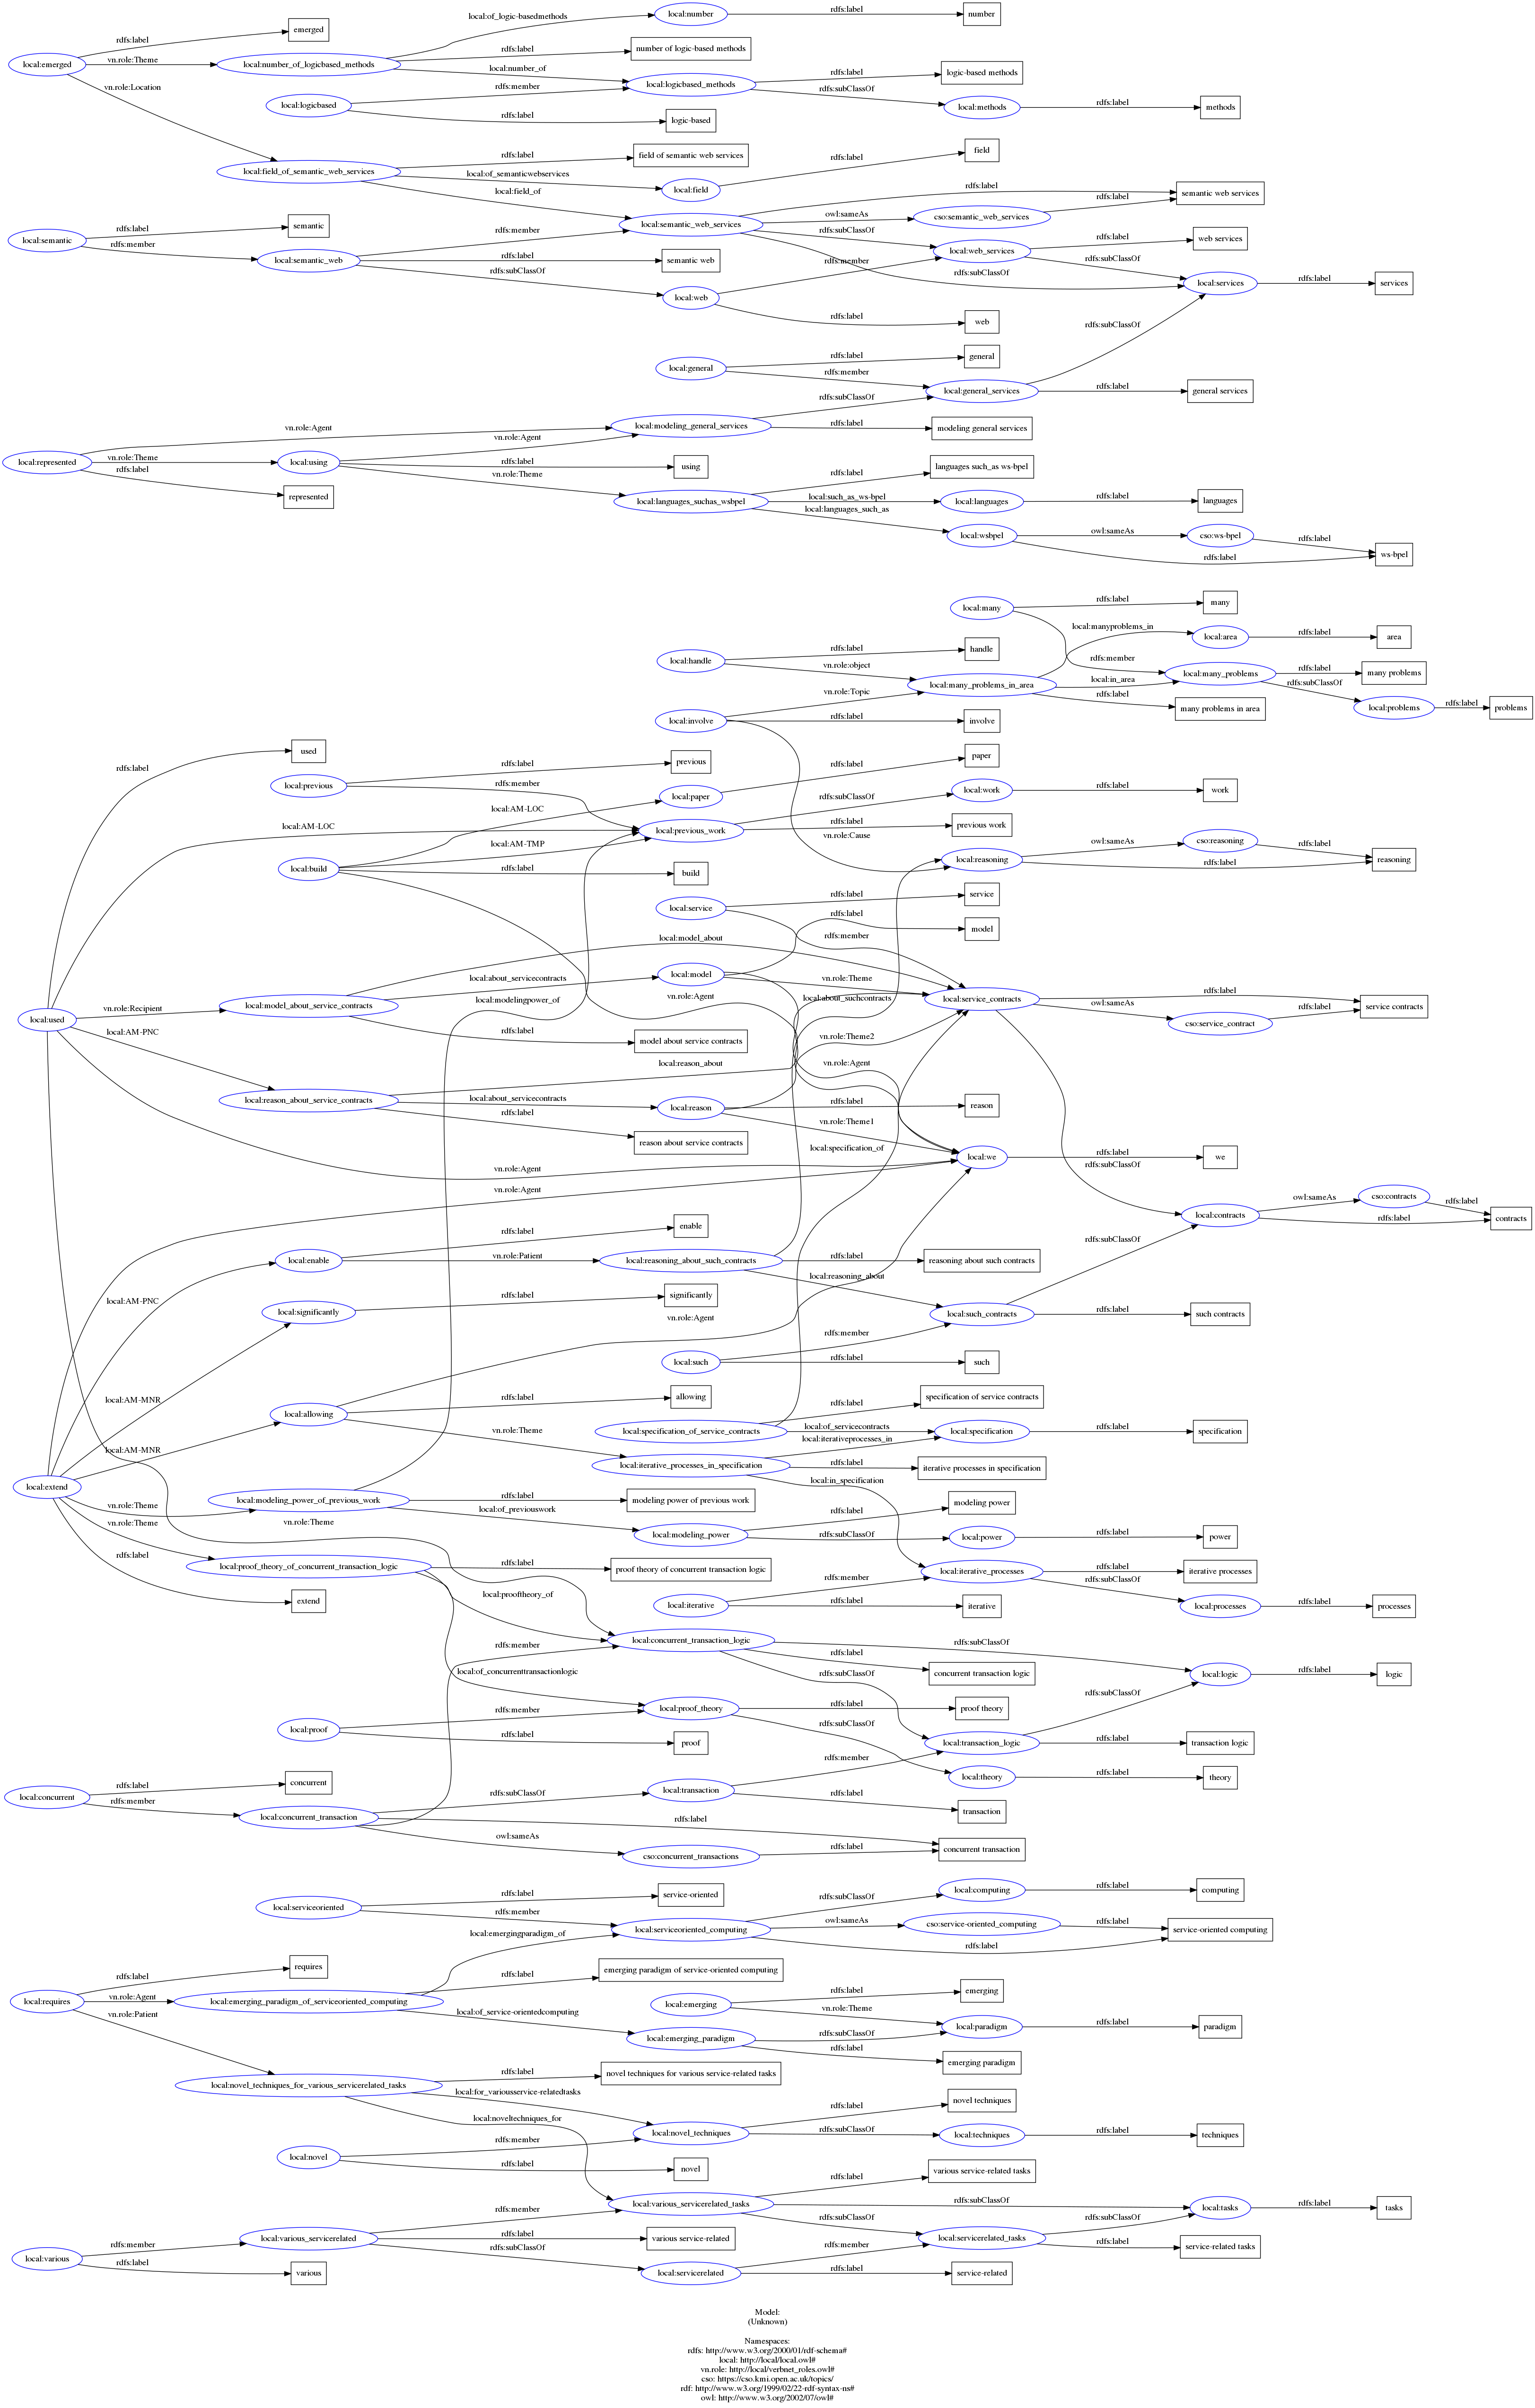 local:of_logic-basedmethods
local:number
rdfs:label
number
rdfs:label
emerged
local:emerged
vn.role:Theme
local:number_of_logicbased_methods
rdfs:label
number of logic-based methods
local:number_of
vn.role:Location
local:logicbased
rdfs:member
local:logicbased_methods
rdfs:label
logic-based methods
rdfs:subClassOf
local:methods
rdfs:label
methods
rdfs:label
logic-based
local:field_of_semantic_web_services
rdfs:label
field of semantic web services
local:of_semanticwebservices
local:field
rdfs:label
field
local:field_of
local:semantic
rdfs:label
semantic
rdfs:member
local:semantic_web
rdfs:member
local:semantic_web_services
rdfs:label
semantic web services
owl:sameAs
cso:semantic_web_services
rdfs:label
rdfs:subClassOf
local:web_services
rdfs:label
web services
rdfs:label
semantic web
rdfs:subClassOf
local:web
rdfs:member
rdfs:subClassOf
rdfs:subClassOf
local:services
rdfs:label
services
rdfs:label
web
local:general
rdfs:label
general
rdfs:member
local:general_services
rdfs:subClassOf
rdfs:label
general services
local:represented
vn.role:Agent
local:modeling_general_services
rdfs:subClassOf
rdfs:label
modeling general services
vn.role:Theme
local:using
vn.role:Agent
rdfs:label
using
vn.role:Theme
rdfs:label
represented
local:languages_suchas_wsbpel
rdfs:label
languages such_as ws-bpel
local:such_as_ws-bpel
local:languages
rdfs:label
languages
local:languages_such_as
local:wsbpel
owl:sameAs
cso:ws-bpel
rdfs:label
rdfs:label
ws-bpel
local:many
rdfs:label
many
local:manyproblems_in
local:area
rdfs:label
area
local:handle
rdfs:label
handle
vn.role:object
local:many_problems_in_area
rdfs:member
local:in_area
local:many_problems
rdfs:label
many problems
rdfs:subClassOf
local:problems
rdfs:label
problems
rdfs:label
many problems in area
local:involve
vn.role:Topic
rdfs:label
involve
vn.role:Cause
rdfs:label
used
local:previous
rdfs:label
previous
rdfs:member
local:AM-LOC
local:paper
rdfs:label
paper
local:AM-LOC
local:previous_work
rdfs:subClassOf
local:work
rdfs:label
work
rdfs:label
previous work
local:build
local:AM-TMP
rdfs:label
build
local:reasoning
owl:sameAs
cso:reasoning
rdfs:label
rdfs:label
reasoning
local:service
rdfs:label
service
rdfs:member
rdfs:label
model
local:model_about
local:used
vn.role:Recipient
local:model_about_service_contracts
local:about_servicecontracts
local:model
vn.role:Theme
local:service_contracts
rdfs:label
service contracts
owl:sameAs
cso:service_contract
rdfs:label
local:modelingpower_of
vn.role:Agent
local:about_suchcontracts
rdfs:label
model about service contracts
local:AM-PNC
vn.role:Theme2
local:reason_about
vn.role:Agent
local:reason_about_service_contracts
local:about_servicecontracts
local:reason
rdfs:label
reason
rdfs:label
reason about service contracts
vn.role:Theme1
local:specification_of
local:we
rdfs:label
we
vn.role:Agent
rdfs:subClassOf
vn.role:Agent
local:contracts
owl:sameAs
cso:contracts
rdfs:label
rdfs:label
contracts
rdfs:label
enable
local:enable
vn.role:Patient
local:reasoning_about_such_contracts
rdfs:label
reasoning about such contracts
rdfs:subClassOf
local:reasoning_about
local:AM-PNC
local:significantly
rdfs:label
significantly
vn.role:Agent
local:such_contracts
rdfs:label
such contracts
local:such
rdfs:member
rdfs:label
such
local:AM-MNR
local:allowing
rdfs:label
allowing
vn.role:Theme
rdfs:label
specification of service contracts
local:specification_of_service_contracts
local:of_servicecontracts
local:specification
rdfs:label
specification
local:AM-MNR
local:iterativeprocesses_in
local:iterative_processes_in_specification
rdfs:label
iterative processes in specification
local:in_specification
local:extend
vn.role:Theme
local:modeling_power_of_previous_work
rdfs:label
modeling power of previous work
local:of_previouswork
local:modeling_power
rdfs:label
modeling power
rdfs:subClassOf
local:power
rdfs:label
power
vn.role:Theme
vn.role:Theme
rdfs:label
local:proof_theory_of_concurrent_transaction_logic
rdfs:label
proof theory of concurrent transaction logic
local:iterative_processes
rdfs:label
iterative processes
rdfs:subClassOf
local:processes
rdfs:label
processes
extend
local:prooftheory_of
local:iterative
rdfs:member
rdfs:label
iterative
rdfs:member
local:concurrent_transaction_logic
rdfs:subClassOf
rdfs:label
concurrent transaction logic
rdfs:subClassOf
local:logic
rdfs:label
logic
local:of_concurrenttransactionlogic
rdfs:subClassOf
local:proof
rdfs:member
local:proof_theory
rdfs:label
proof theory
rdfs:label
proof
rdfs:subClassOf
local:transaction_logic
rdfs:label
transaction logic
rdfs:member
local:theory
rdfs:label
theory
local:concurrent
rdfs:label
concurrent
rdfs:member
local:concurrent_transaction
rdfs:subClassOf
local:transaction
rdfs:label
transaction
rdfs:label
concurrent transaction
owl:sameAs
cso:concurrent_transactions
rdfs:label
local:serviceoriented
rdfs:label
service-oriented
rdfs:member
local:serviceoriented_computing
rdfs:subClassOf
local:computing
rdfs:label
computing
owl:sameAs
cso:service-oriented_computing
rdfs:label
service-oriented computing
rdfs:label
local:emergingparadigm_of
rdfs:label
requires
local:requires
vn.role:Agent
local:emerging_paradigm_of_serviceoriented_computing
rdfs:label
emerging paradigm of service-oriented computing
vn.role:Patient
local:of_service-orientedcomputing
local:emerging
rdfs:label
emerging
vn.role:Theme
local:paradigm
rdfs:label
paradigm
local:emerging_paradigm
rdfs:subClassOf
rdfs:label
emerging paradigm
local:novel_techniques_for_various_servicerelated_tasks
rdfs:label
novel techniques for various service-related tasks
local:for_variousservice-relatedtasks
local:noveltechniques_for
local:novel_techniques
rdfs:label
novel techniques
rdfs:subClassOf
local:techniques
rdfs:label
techniques
local:novel
rdfs:member
rdfs:label
novel
rdfs:label
various service-related tasks
rdfs:member
local:various_servicerelated_tasks
rdfs:subClassOf
local:tasks
rdfs:label
tasks
rdfs:subClassOf
local:servicerelated_tasks
rdfs:subClassOf
rdfs:label
service-related tasks
local:various
rdfs:member
local:various_servicerelated
rdfs:label
various service-related
rdfs:subClassOf
local:servicerelated
rdfs:member
rdfs:label
service-related
rdfs:label
various
Model:
(Unknown)
Namespaces:
rdfs: http://www.w3.org/2000/01/rdf-schema#
local: http://local/local.owl#
vn.role: http://local/verbnet_roles.owl#
cso: https://cso.kmi.open.ac.uk/topics/
rdf: http://www.w3.org/1999/02/22-rdf-syntax-ns#
owl: http://www.w3.org/2002/07/owl#